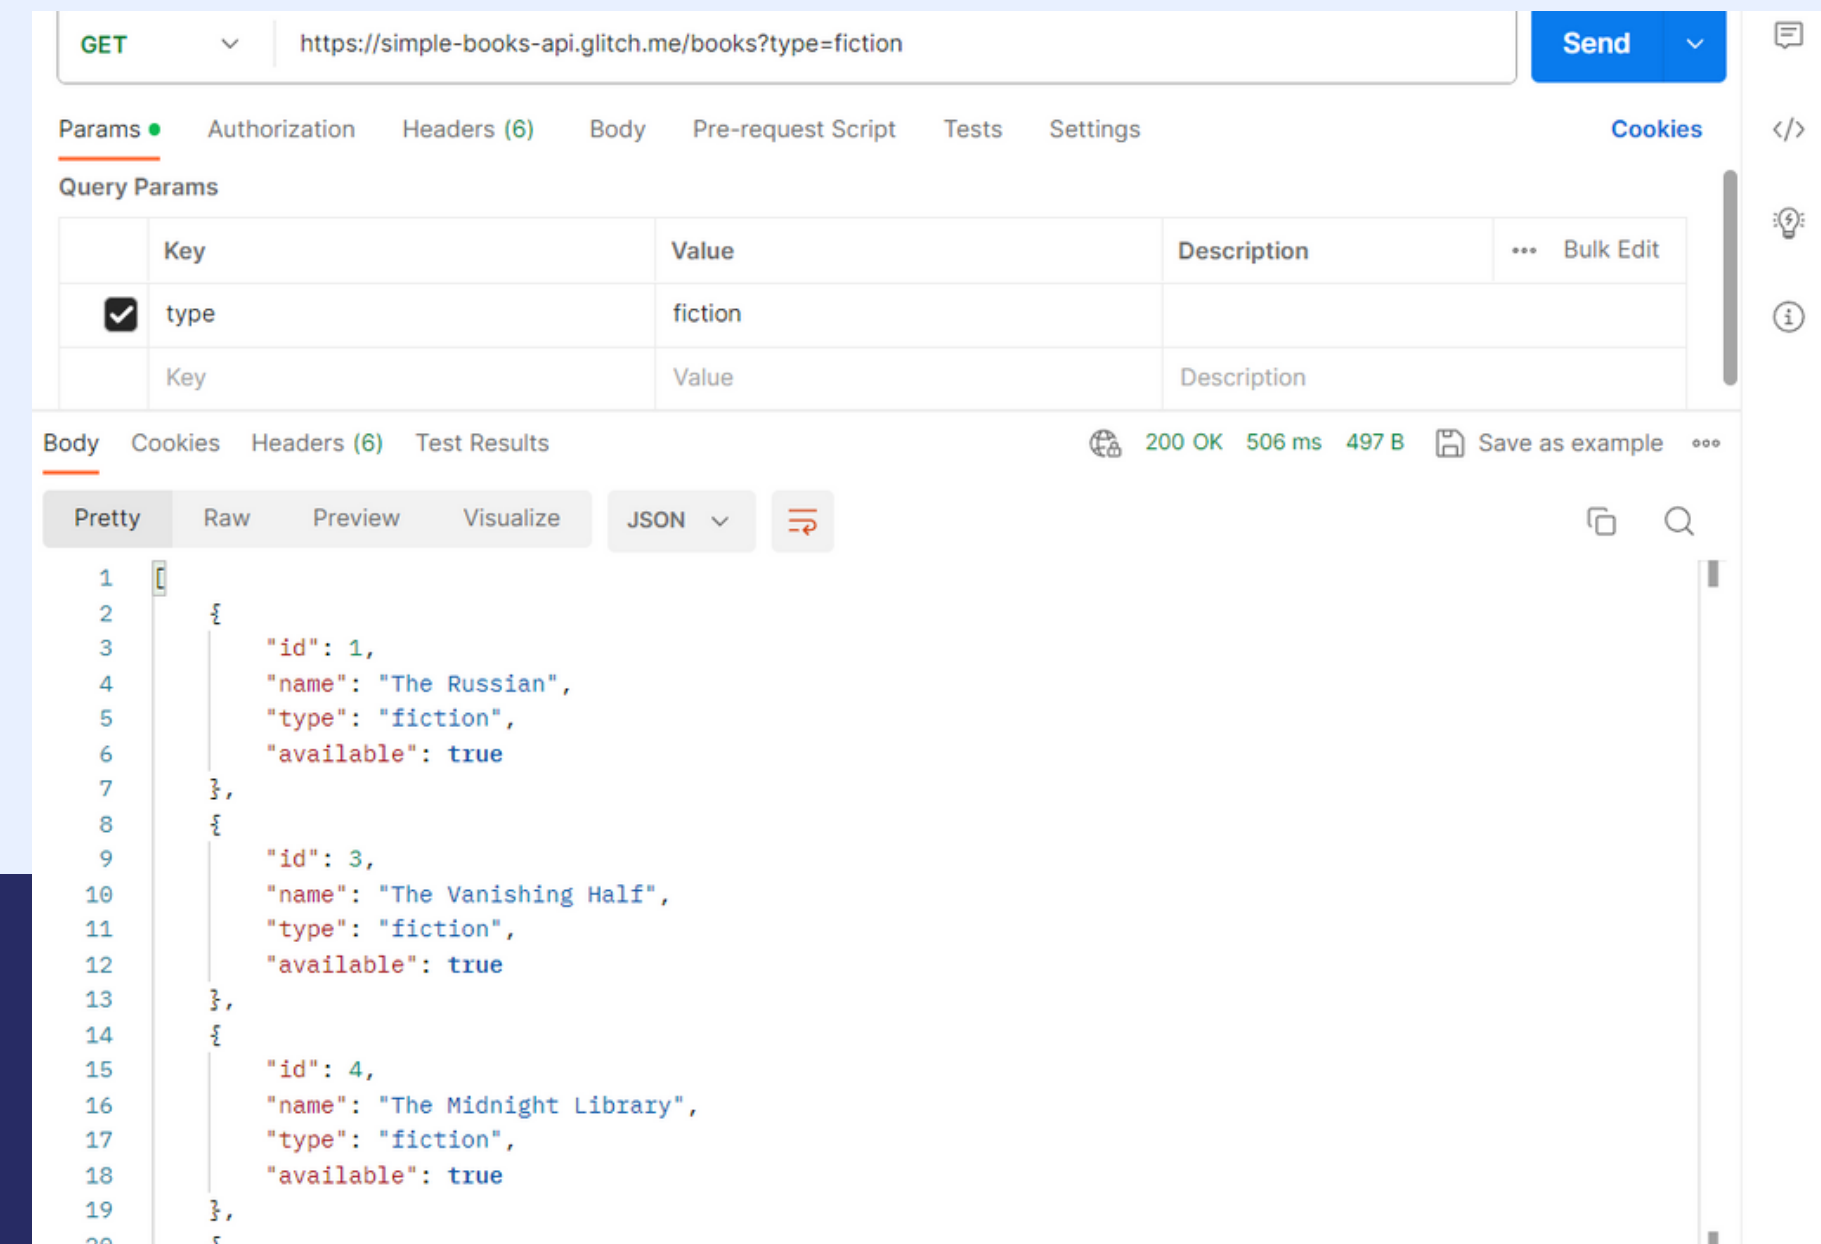 GET https://simple-books-api.glitch.me/books?type=fiction Send
Params Authorization Headers (6) Body Pre-request Script Tests Settings Cookies
Query Params
Key Value Description Bulk Edit
type fiction
Key Value Description
Body Cookies Headers (6) Test Results 200 OK 506 ms 497 B Save as example
Pretty Raw Preview Visualize JSON
1 [
2 {
3 "id": 1,
4 "name": "The Russian",
5 "type": "fiction",
6 "available": true
7 },
8 {
9 "id": 3,
10 "name": "The Vanishing Half",
11 "type": "fiction",
12 "available": true
13 },
14 {
15 "id": 4,
16 "name": "The Midnight Library",
17 "type": "fiction",
18 "available": true
19 },
20 {